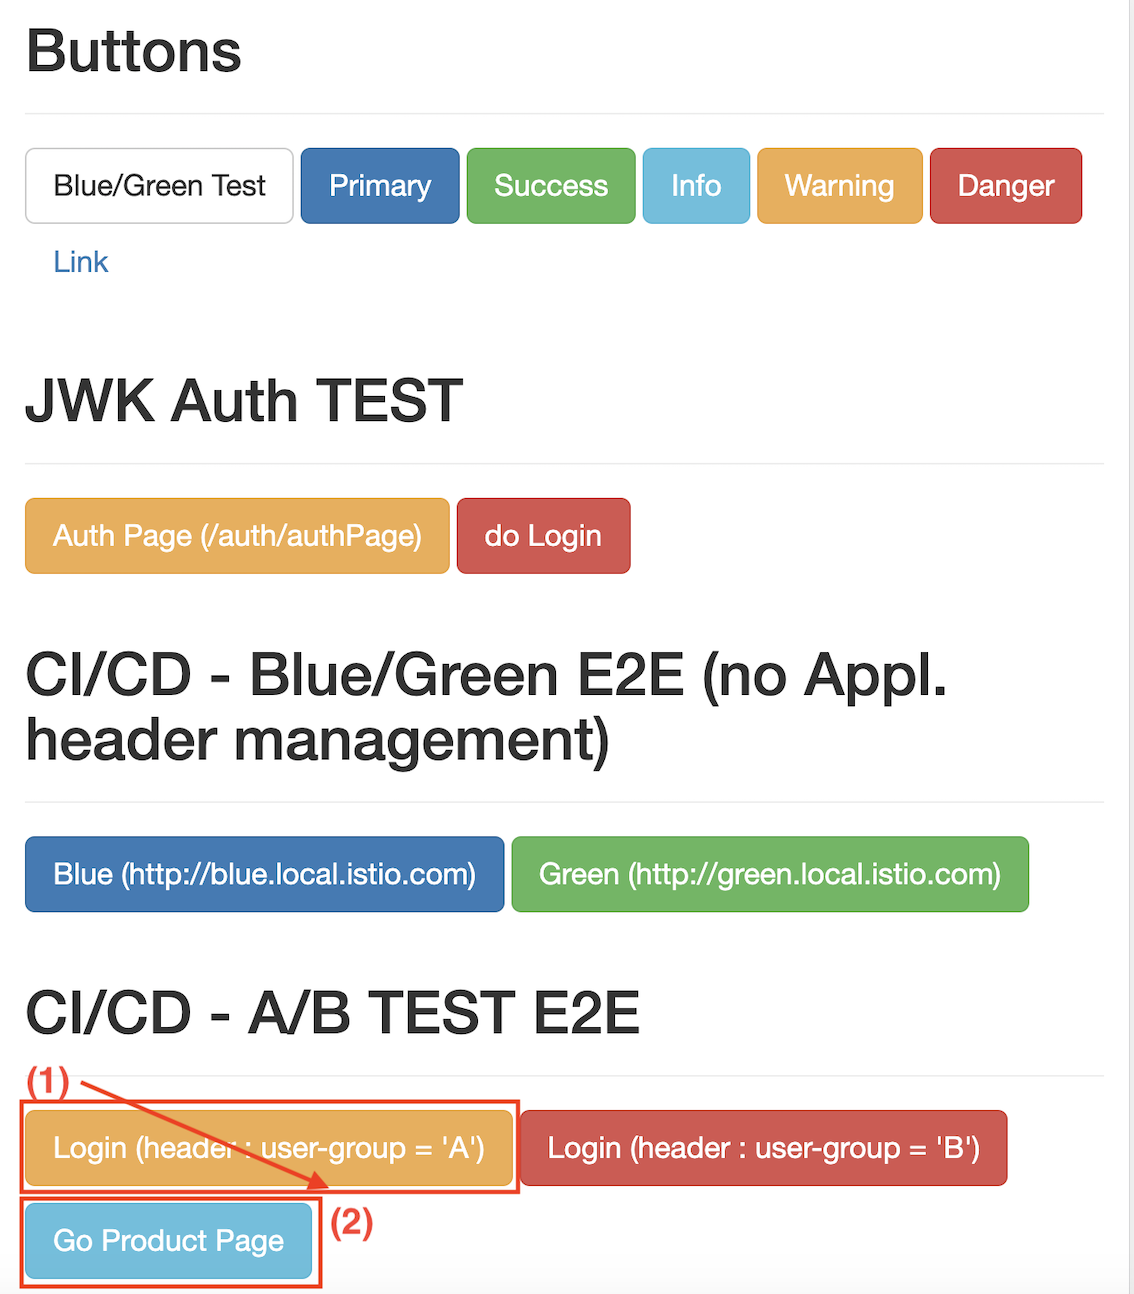 Buttons
Blue/Green Test Primary Success Info Warning Danger
Link
JWK Auth TEST
Auth Page (/auth/authPage) do Login
CI/CD - Blue/Green E2E (no Appl.
header management)
Blue (http://blue.local.istio.com) Green (http://green.local.istio.com)
CI/CD - A/B TEST E2E
(1)
Login (header : user-group = 'A') Login (header : user-group = 'B')
Go Product Page (2)